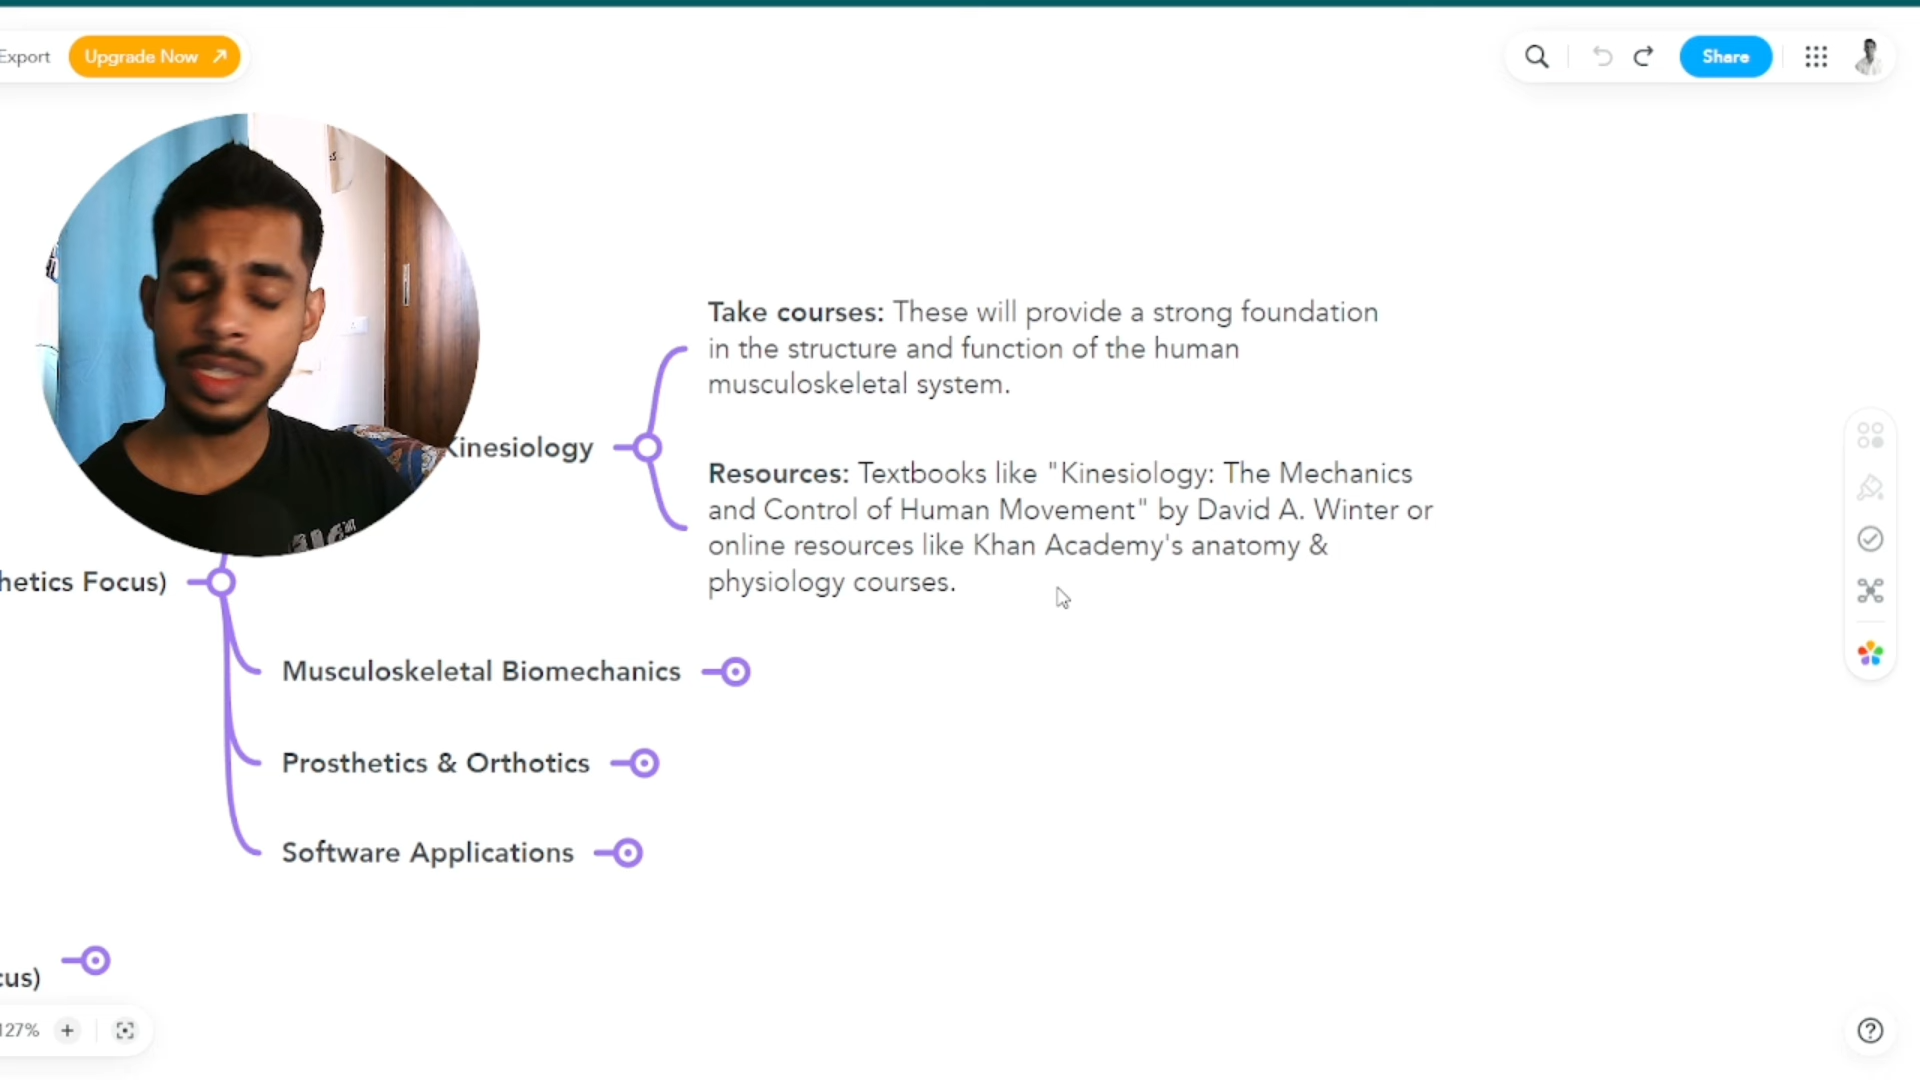 Export
Upgrade Now
Share
Take courses: These will provide a strong foundation
in the structure and function of the human
musculoskeletal system.
Kinesiology
Resources: Textbooks like "Kinesiology: The Mechanics
and Control of Human Movement" by David A. Winter or
online resources like Khan Academy's anatomy &
physiology courses.
hetics Focus)
Musculoskeletal Biomechanics
Prosthetics & Orthotics
Software Applications
cus)
127%